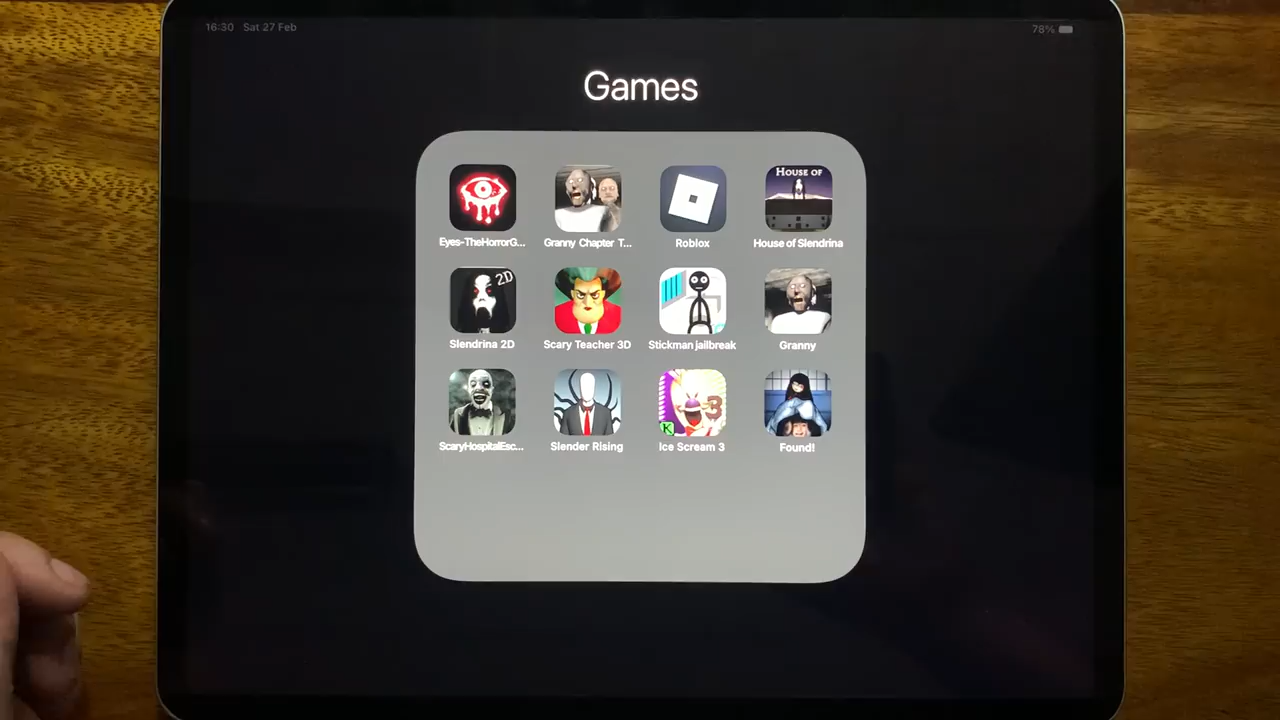 16:30 Sat 27 Feb
78%
Games
HOUSE OF
Eyes-TheHorrorG...
Granny Chapter T...
Roblox
House of Slendrina
2D
Slendrina 2D
Scary Teacher 3D
Stickman jailbreak
Granny
3
K
ScaryHospitalEsc...
Slender Rising
Ice Scream 3
Found!